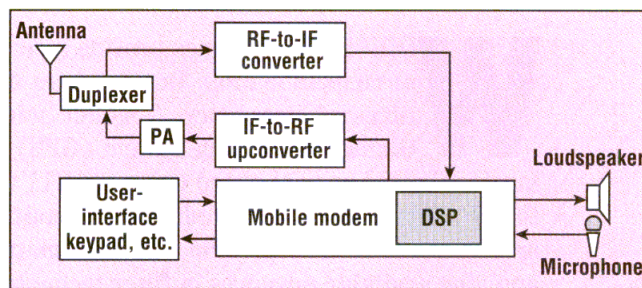 Antenna
RF-to-IF
converter
Duplexer
PA
IF-to-RF
upconverter
Loudspeaker
User-
interface
keypad, etc.
Mobile modem
DSP
Microphone